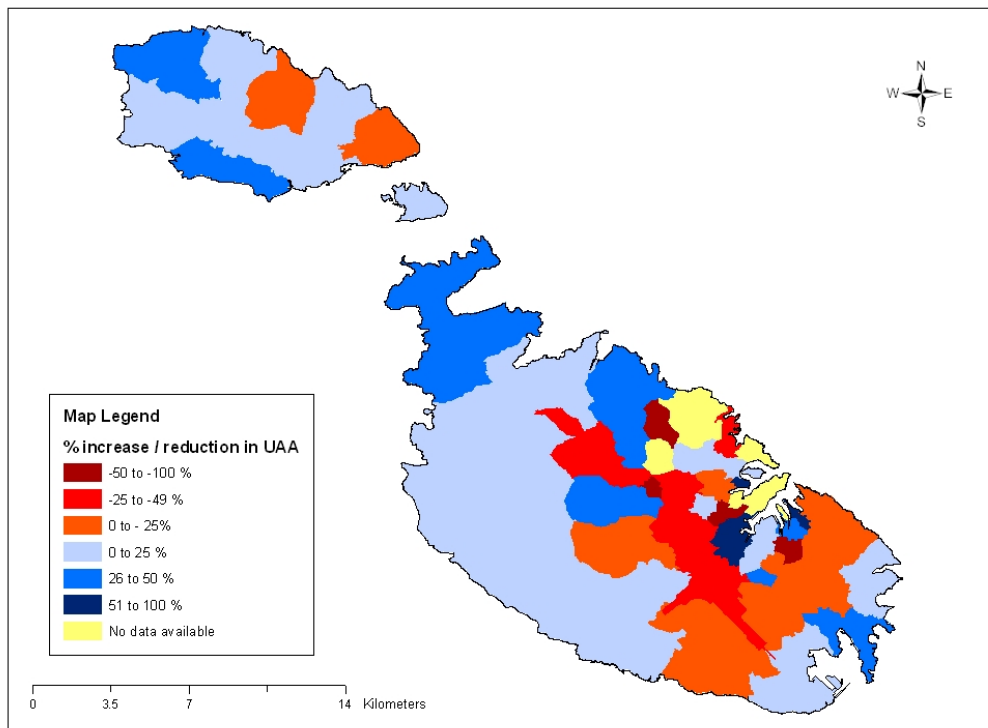 N
W E
S
Map Legend
% increase / reduction in UAA
-50 to -100 %
-25 to -49 %
0 to - 25%
0 to 25 %
26 to 50 %
51 to 100 %
No data available
0 3.5 7 14 Kilometers